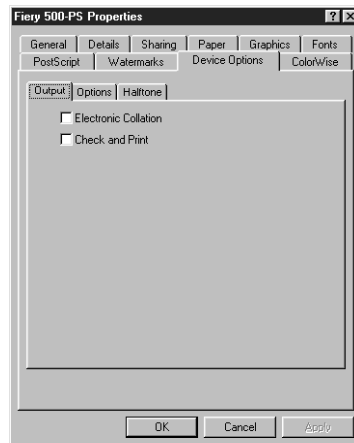 Fiery 500-PS Properties ? X
General Details Sharing Paper Graphics Fonts
PostScript Watermarks Device Options ColorWise
Output Options Halftone
Electronic Collation
Check and Print
OK Cancel Apply